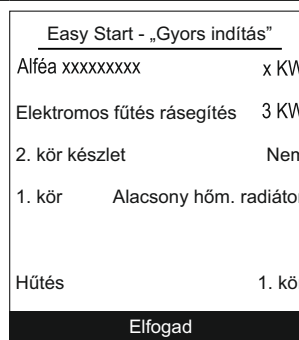 Easy Start - „Gyors indítás”
Alféa xxxxxxxxx x KW
Elektromos fűtés rásegítés 3 KW
2. kör készlet Nem
1. kör Alacsony hőm. radiátor
Hűtés 1. kör
Elfogad